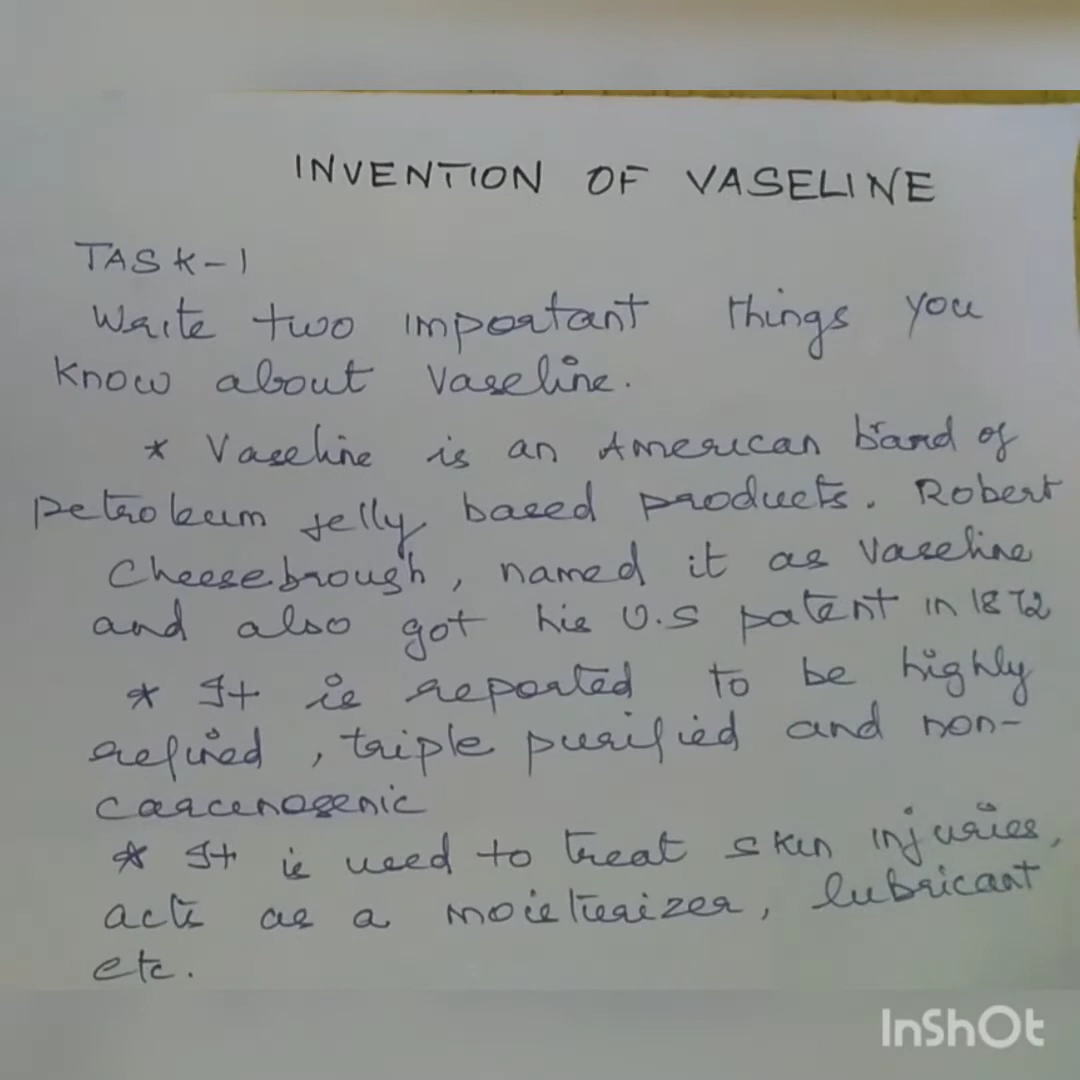 INVENTION OF VASELINE
TASK-1
Write two important things you
know about Vaseline.
* Vaseline is an American brand of
petroleum jelly based products. Robert
Cheesebrough, named it as Vaseline
and also got his U.S patent in 1872
* It is reported to be highly
refined, triple purified and non-
carcenogenic
* It is used to treat skin injuries,
acts as a moisturizer, lubricant
etc.
InShOt